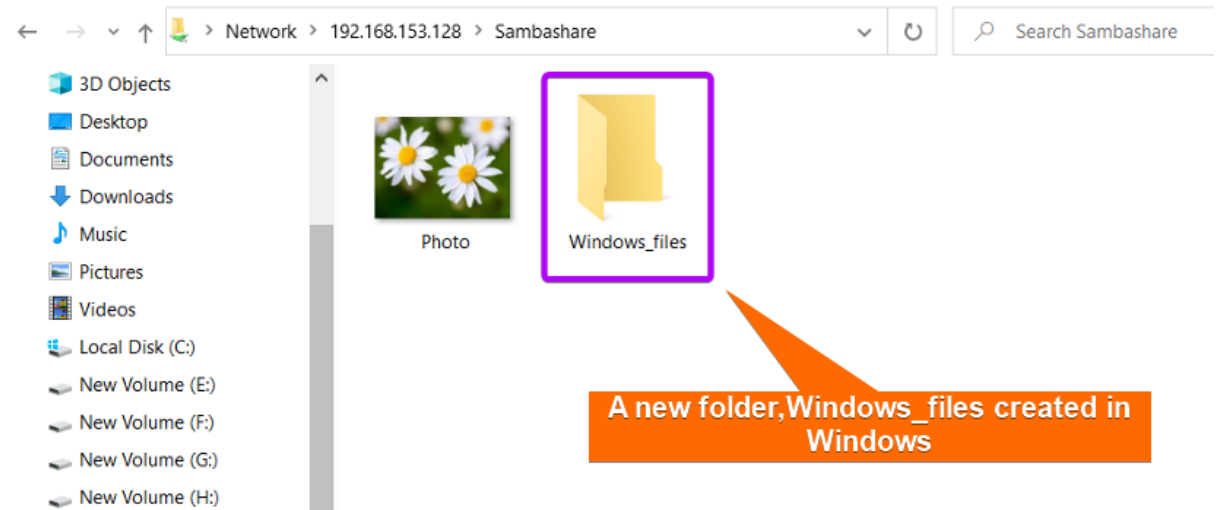 Network > 192.168.153.128 > Sambashare
Search Sambashare
3D Objects
Desktop
Documents
Downloads
Music
Pictures
Videos
Local Disk (C:)
New Volume (E:)
New Volume (F:)
New Volume (G:)
New Volume (H:)
Photo
Windows_files
A new folder,Windows_files created in
Windows